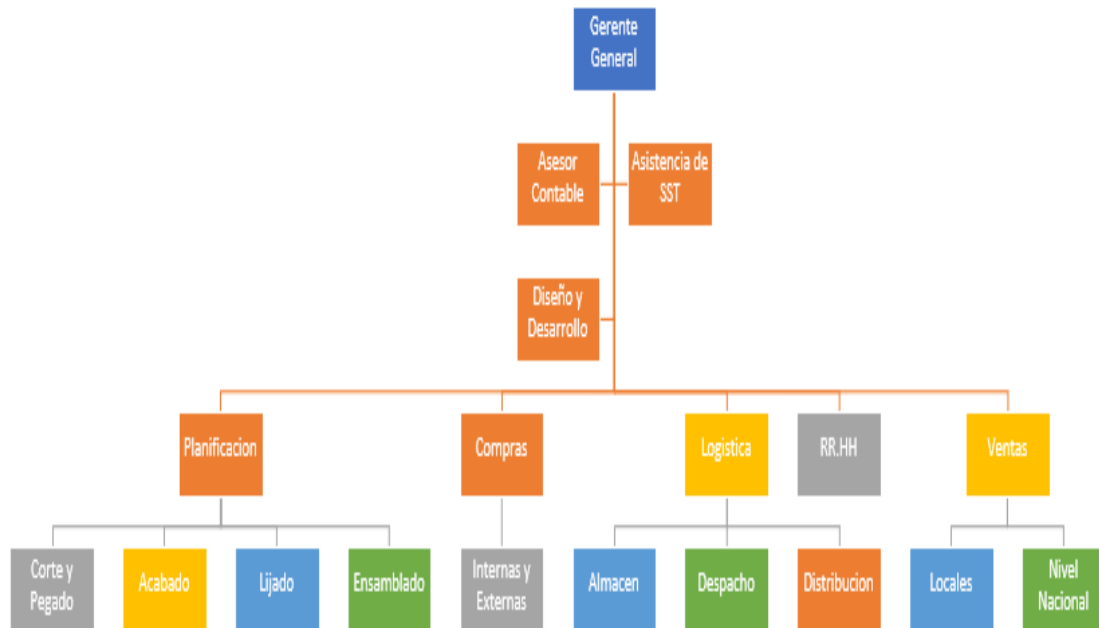 Gerente
General
Asesor
Contable
Asistencia de
SST
Diseño y
Desarrollo
Planificacion
Compras
Logistica
RR.HH
Ventas
Corte y
Pegado
Acabado
Lijado
Ensamblado
Internas y
Externas
Almacen
Despacho
Distribucion
Locales
Nivel
Nacional